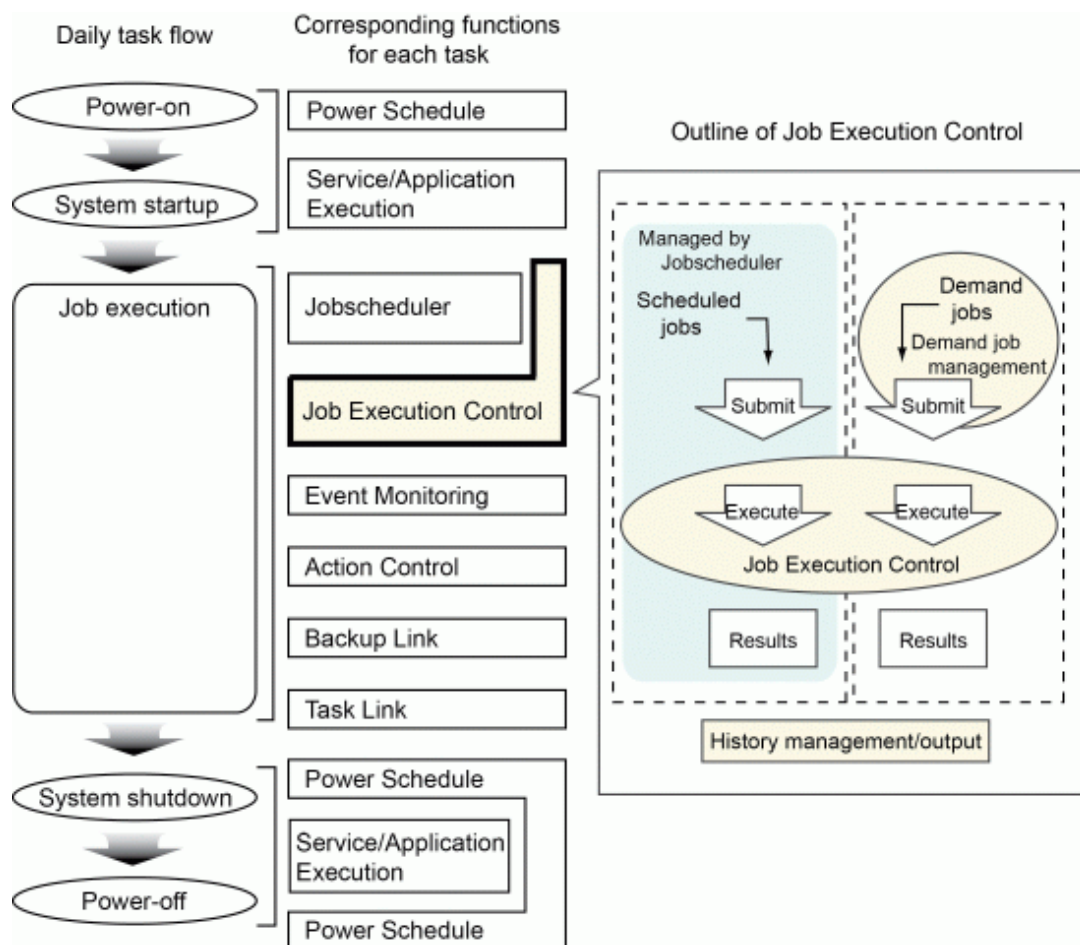 Daily task flow
Corresponding functions
for each task
Power-on
System startup
Job execution
System shutdown
Power-off
Power Schedule
Service/Application
Execution
Jobscheduler
Job Execution Control
Event Monitoring
Action Control
Backup Link
Task Link
Power Schedule
Service/Application
Execution
Power Schedule
Outline of Job Execution Control
Managed by
Jobscheduler
Scheduled
jobs
Submit
Demand
jobs
Demand job
management
Submit
Execute
Execute
Job Execution Control
Results
Results
History management/output